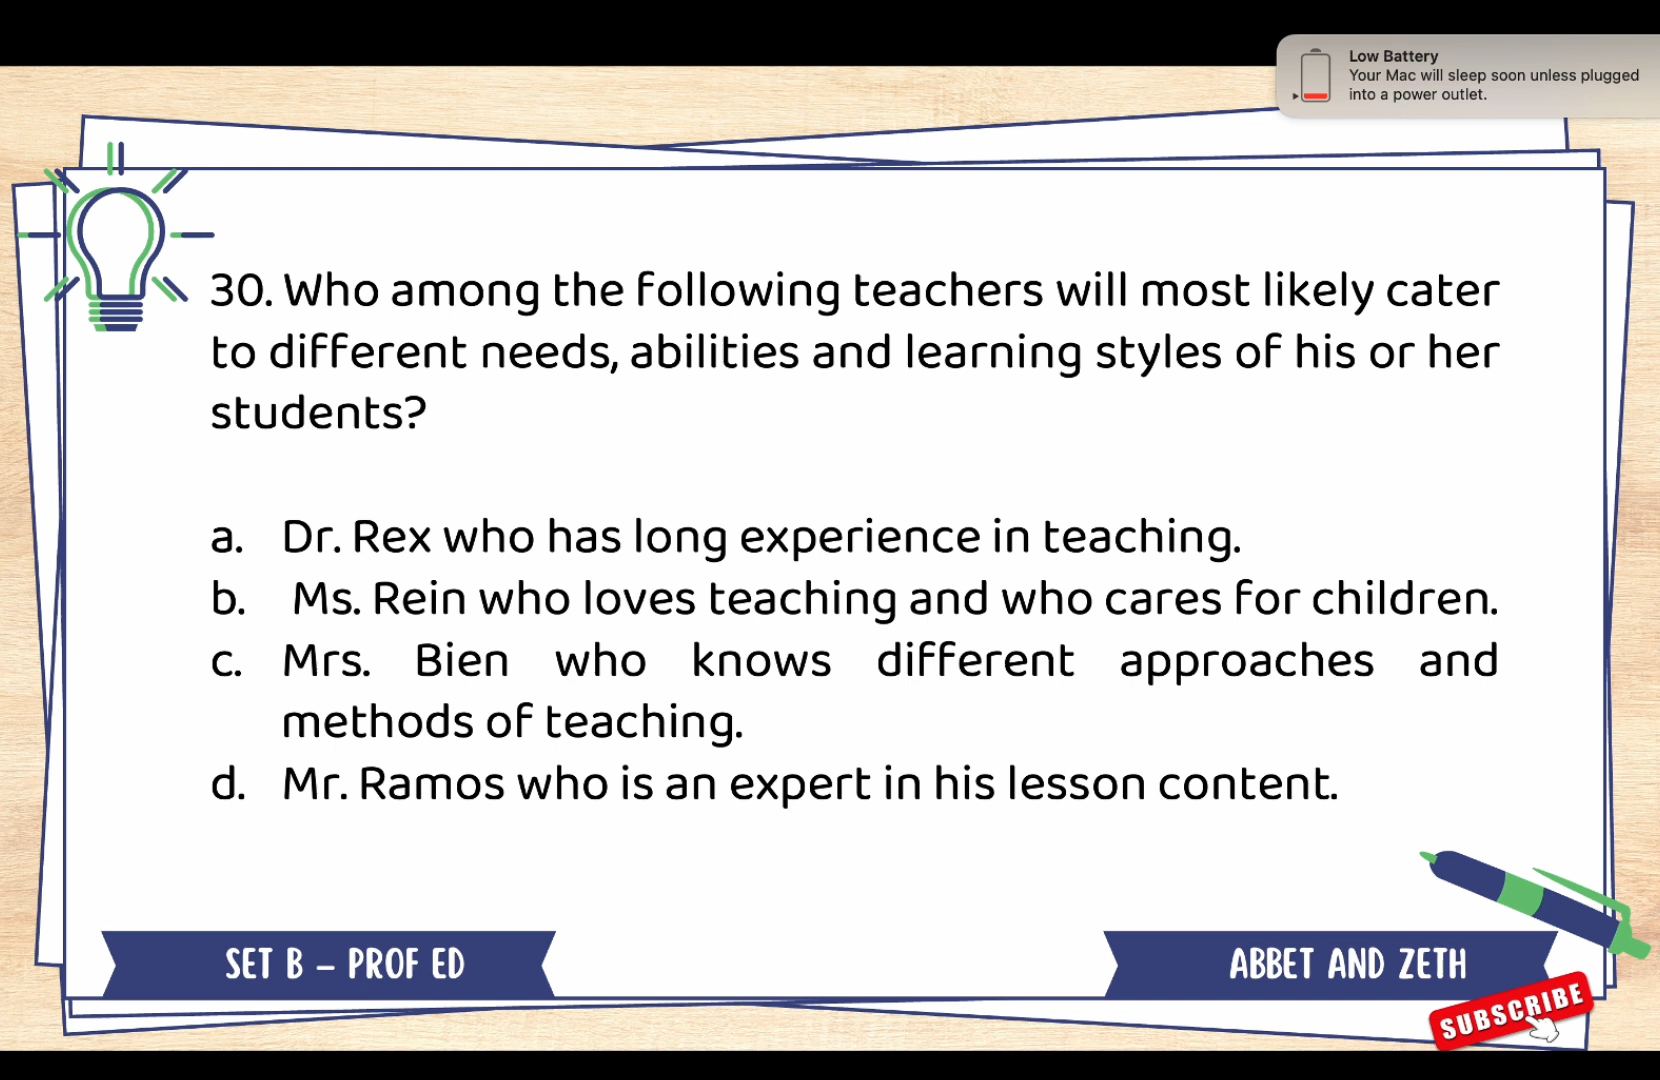 Low Battery
Your Mac will sleep soon unless plugged
into a power outlet.
30. Who among the following teachers will most likely cater
to different needs, abilities and learning styles of his or her
students?
a. Dr. Rex who has long experience in teaching.
b. Ms. Rein who loves teaching and who cares for children.
c. Mrs. Bien who knows different approaches and
methods of teaching.
d. Mr. Ramos who is an expert in his lesson content.
SET B – PROF ED
ABBET AND ZETH
SUBSCRIBE